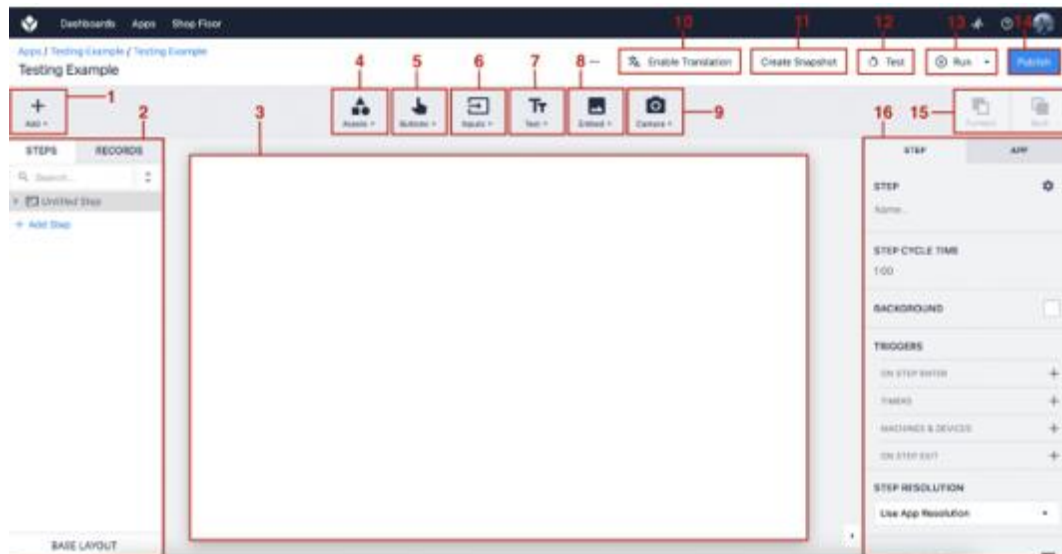 Dashboards Apps Shop Floor
Apps / Testing Example / Testing Example
Testing Example
10 11 12 13 14
Enable Translation
Create Snapshot
Test
Run
Publish
1
2
3
4 5 6 7 8 9
Add
Assets
Buttons
Inputs
Text
Embed
Camera
15
16
STEPS RECORDS
Search...
Untitled Step
+ Add Step
BASE LAYOUT
STEP APP
STEP
Name...
STEP CYCLE TIME
1:00
BACKGROUND
TRIGGERS
ON STEP ENTER
TIMERS
MACHINES & DEVICES
ON STEP EXIT
STEP RESOLUTION
Use App Resolution